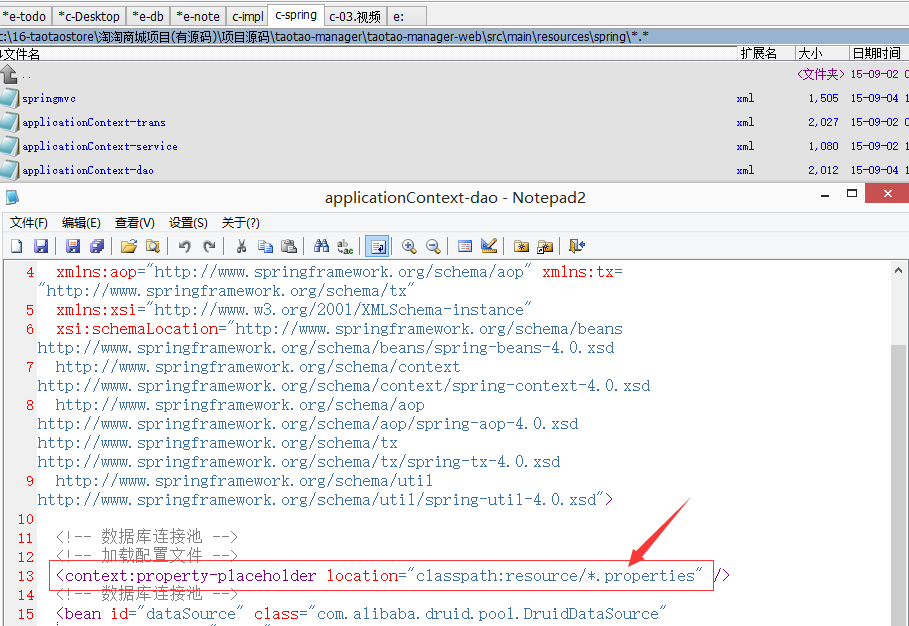 *e-todo *c-Desktop *e-db *e-note c-impl c-spring c-03.视频 e:
c:\16-taotaostore\淘淘商城项目(有源码)\项目源码\taotao-manager\taotao-manager-web\src\main\resources\spring\*.*
↓文件名 扩展名 大小 日期时间
.. <文件夹> 15-09-02
springmvc xml 1,505 15-09-04 1
applicationContext-trans xml 2,027 15-09-02
applicationContext-service xml 1,080 15-09-02 1
applicationContext-dao xml 2,012 15-09-04 1
applicationContext-dao - Notepad2
文件(F) 编辑(E) 查看(V) 设置(S) 关于(?)
4 xmlns:aop="http://www.springframework.org/schema/aop" xmlns:tx=
"http://www.springframework.org/schema/tx"
5 xmlns:xsi="http://www.w3.org/2001/XMLSchema-instance"
6 xsi:schemaLocation="http://www.springframework.org/schema/beans
http://www.springframework.org/schema/beans/spring-beans-4.0.xsd
7 http://www.springframework.org/schema/context
http://www.springframework.org/schema/context/spring-context-4.0.xsd
8 http://www.springframework.org/schema/aop
http://www.springframework.org/schema/aop/spring-aop-4.0.xsd
http://www.springframework.org/schema/tx
http://www.springframework.org/schema/tx/spring-tx-4.0.xsd
9 http://www.springframework.org/schema/util
http://www.springframework.org/schema/util/spring-util-4.0.xsd">
10
11 <!-- 数据库连接池 -->
12 <!-- 加载配置文件 -->
13 <context:property-placeholder location="classpath:resource/*.properties" />
14 <!-- 数据库连接池 -->
15 <bean id="dataSource" class="com.alibaba.druid.pool.DruidDataSource"